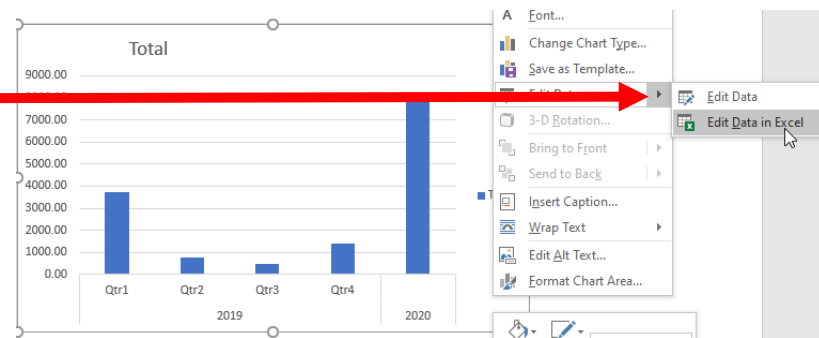 Total
9000.00
7000.00
6000.00
5000.00
4000.00
3000.00
2000.00
1000.00
0.00
Qtr1 Qtr2 Qtr3 Qtr4
2019 2020
A Font...
Change Chart Type...
Save as Template...
3-D Rotation...
Bring to Front
Send to Back
Insert Caption...
Wrap Text
Edit Alt Text...
Format Chart Area...
Edit Data
Edit Data in Excel